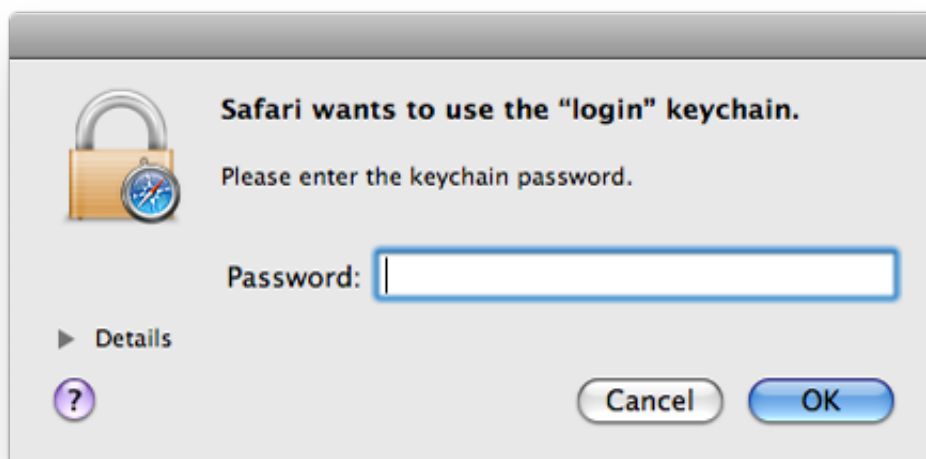 Safari wants to use the “login” keychain.
Please enter the keychain password.
Password:
Details
?
Cancel
OK